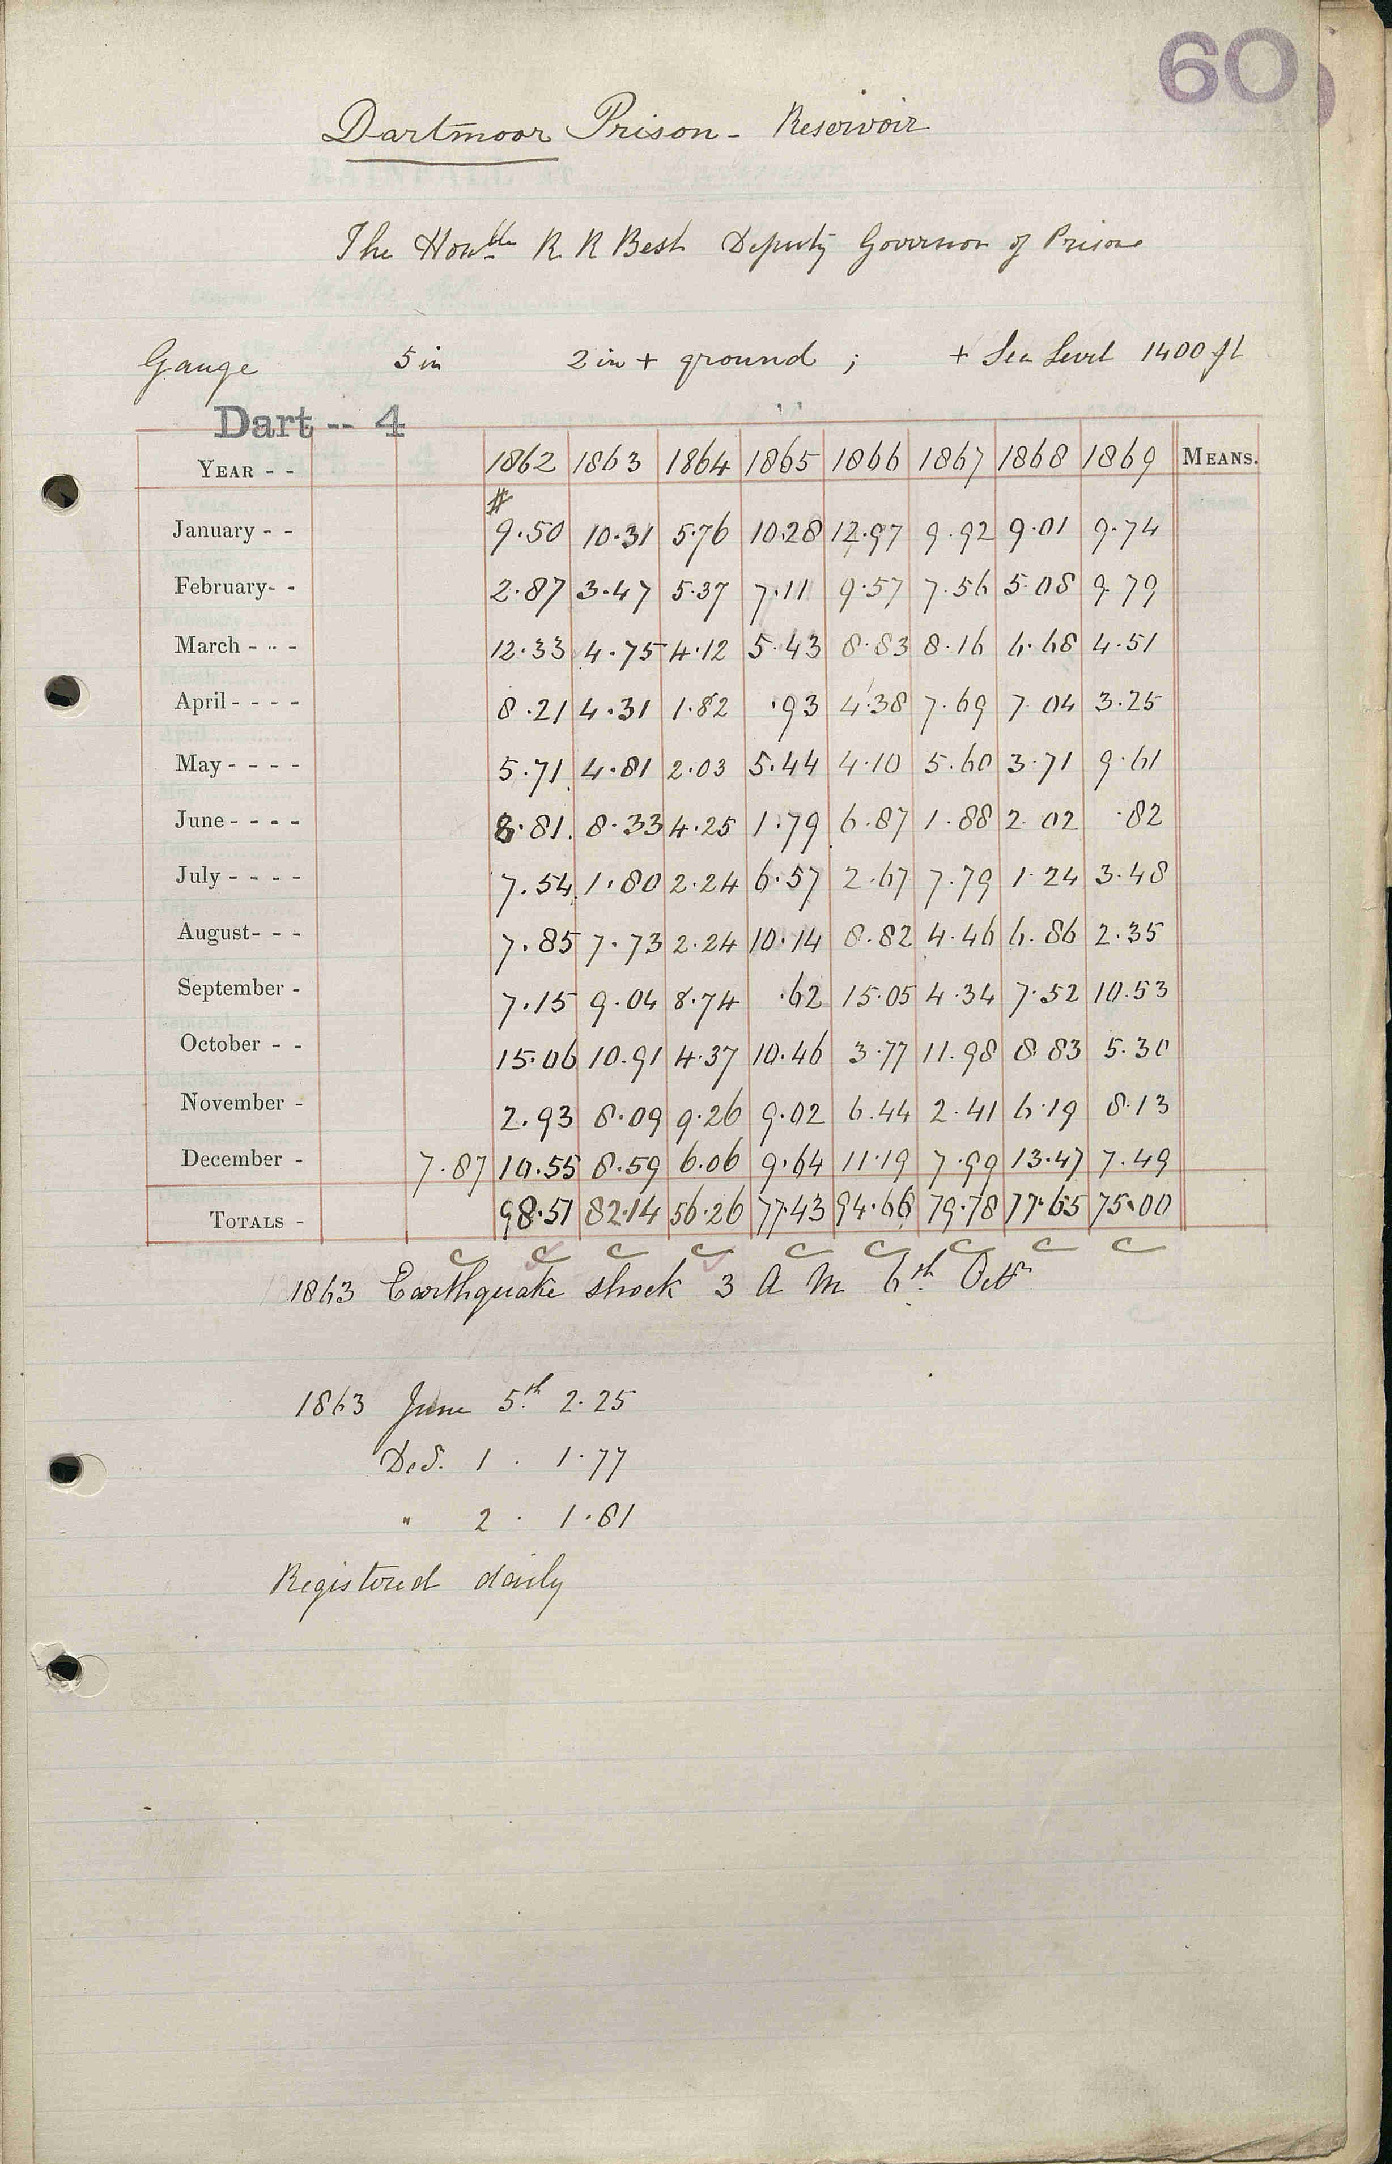 60
Dartmoor Prison - Reservoir
The Honble R R Best Deputy Governor of Prison
Gauge 5 in 2 in + ground ; + Sea Level 1400 ft
Dart -- 4
YEAR - - 1862 1863 1864 1865 1866 1867 1868 1869 MEANS.
#
January - - 9.50 10.31 5.76 10.28 12.97 9.92 9.01 9.74
February- - 2.87 3.47 5.37 7.11 9.57 7.56 5.08 9.79
March - - - 12.33 4.75 4.12 5.43 8.83 8.16 6.68 4.51
April - - - - 8.21 4.31 1.82 .93 4.38 7.69 7.04 3.25
May - - - - 5.71 4.81 2.03 5.44 4.10 5.60 3.71 9.61
June - - - - 8.81 8.33 4.25 1.79 6.87 1.88 2.02 .82
July - - - - 7.54 1.80 2.24 6.57 2.67 7.79 1.24 3.48
August- - - 7.85 7.73 2.24 10.14 8.82 4.46 6.86 2.35
September - 7.15 9.04 8.74 .62 15.05 4.34 7.52 10.53
October - - 15.06 10.91 4.37 10.46 3.77 11.98 8.83 5.30
November - 2.93 8.09 9.26 9.02 6.44 2.41 6.19 8.13
December - 7.87 10.55 8.59 6.06 9.64 11.19 7.99 13.47 7.49
TOTALS - 98.51 82.14 56.26 77.43 94.66 79.78 77.65 75.00
c c c c c c c c c
1863 Earthquake shock 3 A M 6th Octr
1863 June 5th 2.25
Dec. 1 . 1.77
" 2 . 1.81
Registered daily